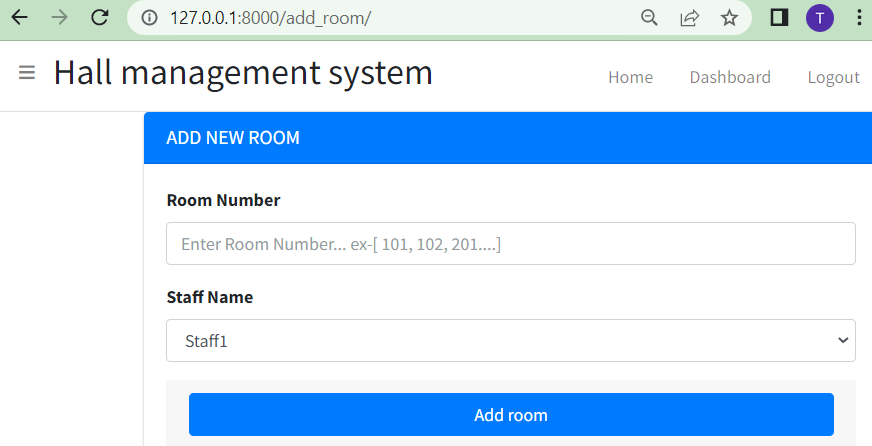 127.0.0.1:8000/add_room/
T
Hall management system
Home Dashboard Logout
ADD NEW ROOM
Room Number
Enter Room Number... ex-[ 101, 102, 201....]
Staff Name
Staff1
Add room